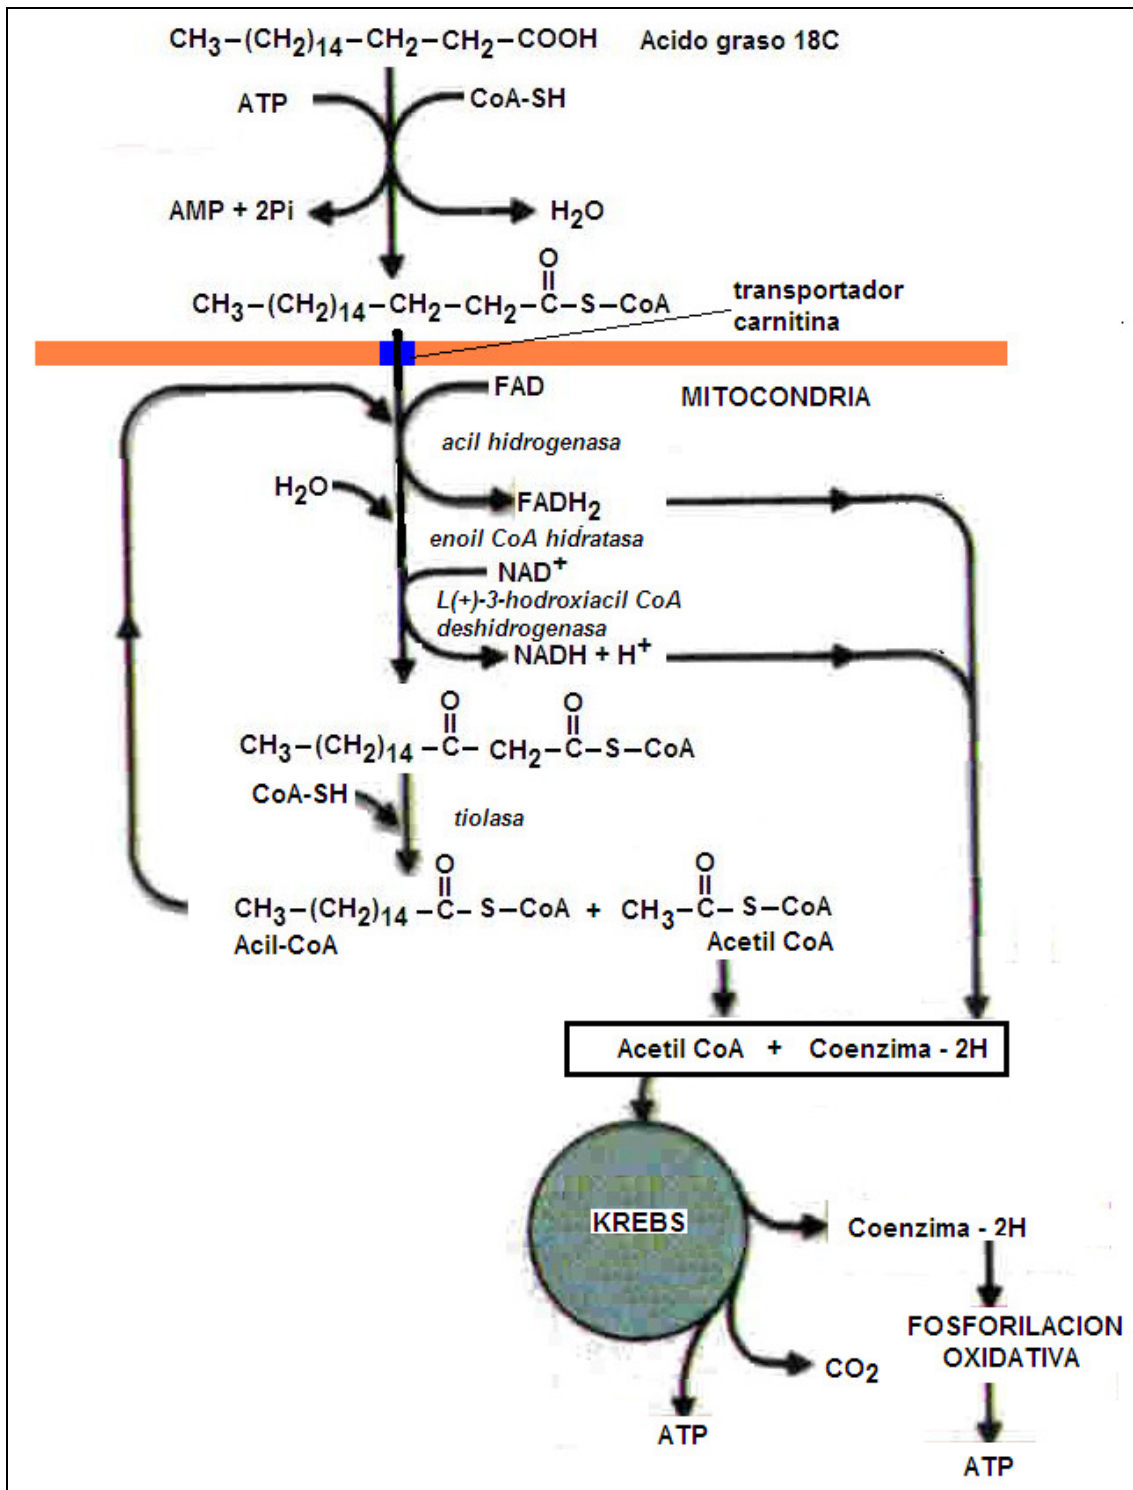 CH3–(CH2)14–CH2–CH2–COOH Acido graso 18C
ATP CoA-SH
AMP + 2Pi H2O
O
CH3–(CH2)14–CH2–CH2–C–S–CoA
transportador
carnitina
FAD
MITOCONDRIA
acil hidrogenasa
H2O
FADH2
enoil CoA hidratasa
NAD+
L(+)-3-hodroxiacil CoA
deshidrogenasa
NADH + H+
O O
CH3–(CH2)14–C– CH2–C–S–CoA
CoA-SH
tiolasa
O O
CH3–(CH2)14–C– S–CoA + CH3–C– S–CoA
Acil-CoA Acetil CoA
Acetil CoA + Coenzima - 2H
KREBS
Coenzima - 2H
FOSFORILACION
OXIDATIVA
CO2
ATP
ATP